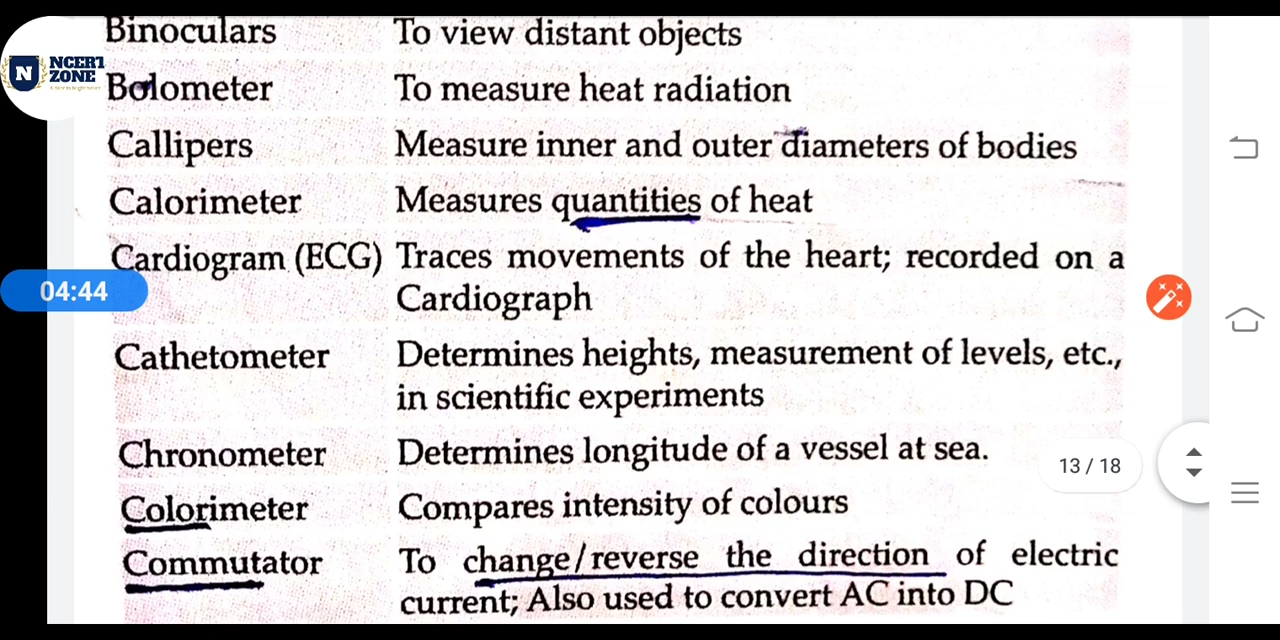 Binoculars To view distant objects
NCERT
ZONE
Bolometer To measure heat radiation
Callipers Measure inner and outer diameters of bodies
Calorimeter Measures quantities of heat
Cardiogram (ECG) Traces movements of the heart; recorded on a
Cardiograph
04:44
Cathetometer Determines heights, measurement of levels, etc.,
in scientific experiments
Chronometer Determines longitude of a vessel at sea.
13 / 18
Colorimeter Compares intensity of colours
Commutator To change/reverse the direction of electric
current; Also used to convert AC into DC